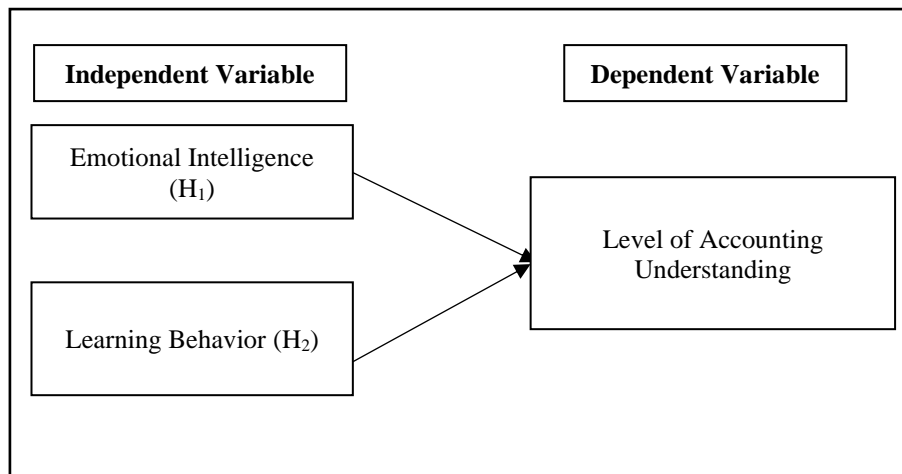 Independent Variable
Dependent Variable
Emotional Intelligence
(H₁)
Level of Accounting
Understanding
Learning Behavior (H₂)